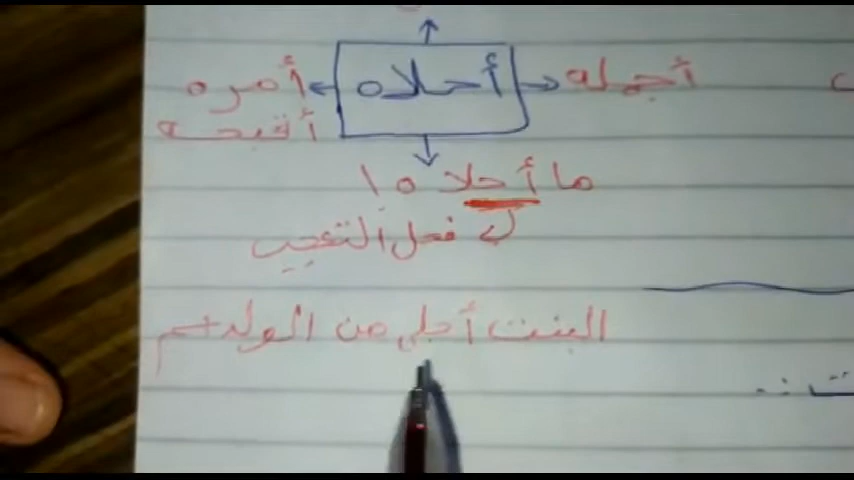 أجمله أحلاه أمره
أقبحه
ما أحلاه !
فعل التعجب
البنت أحلى من الولد